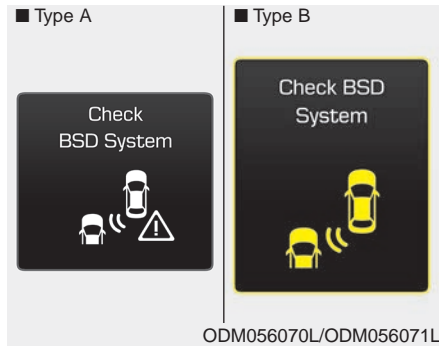 ■ Type A
Check
BSD System
■ Type B
Check BSD
System
ODM056070L/ODM056071L